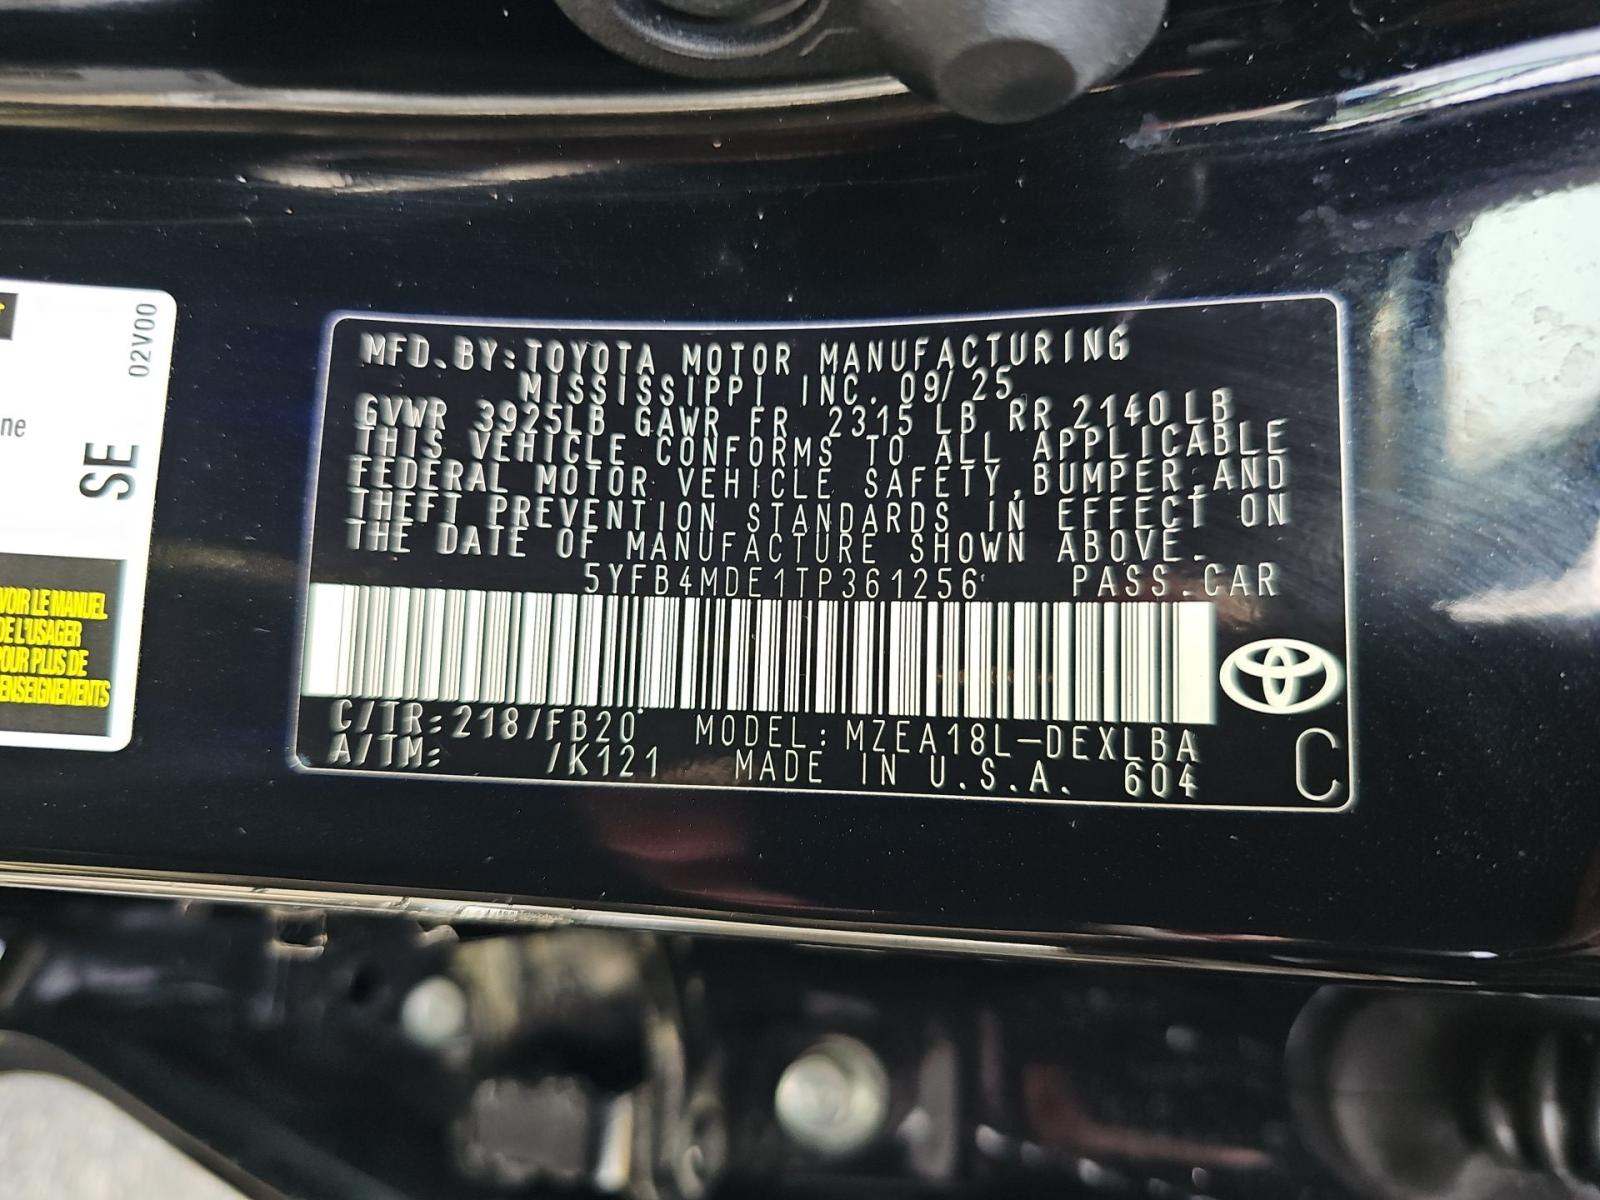 02V00
ne
SE
VOIR LE MANUEL
DE L'USAGER
POUR PLUS DE
ENSEIGNEMENTS
MFD. BY: TOYOTA MOTOR MANUFACTURING
MISSISSIPPI INC. 09/25
GVWR 3925LB GAWR FR 2315 LB RR 2140LB
THIS VEHICLE CONFORMS TO ALL APPLICABLE
FEDERAL MOTOR VEHICLE SAFETY, BUMPER, AND
THEFT PREVENTION STANDARDS IN EFFECT ON
THE DATE OF MANUFACTURE SHOWN ABOVE.
5YFB4MDE1TP361256 PASS. CAR
C/TR: 218/FB20 MODEL: MZEA18L-DEXLBA
A/TM: /K121 MADE IN U.S.A. 604
C